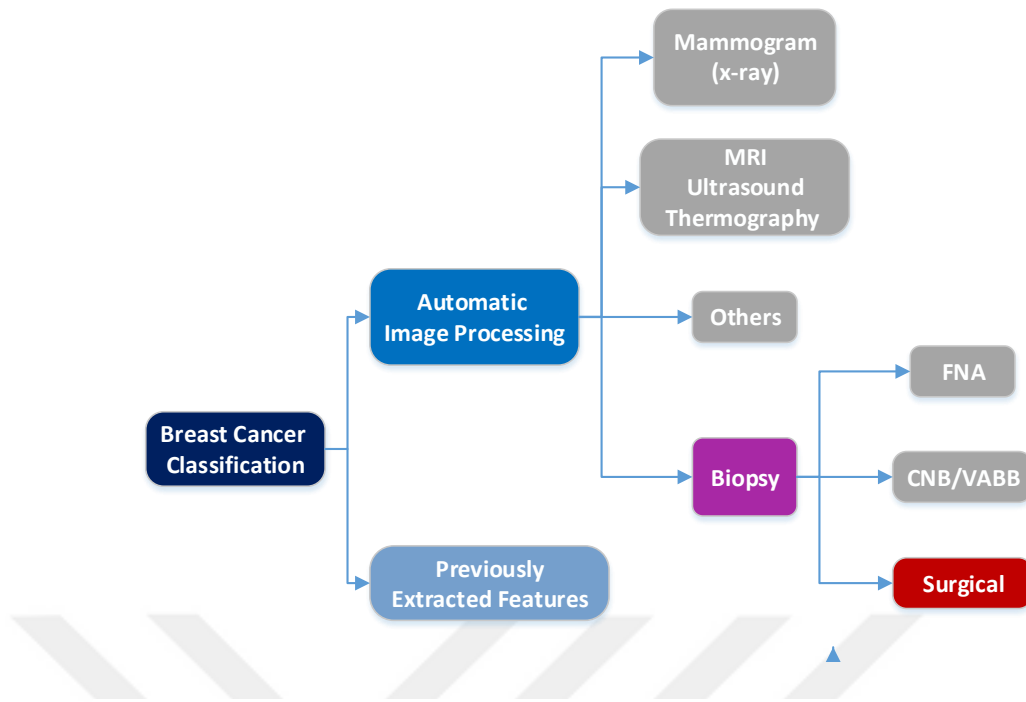 Mammogram
(x-ray)
MRI
Ultrasound
Thermography
Automatic
Image Processing
Others
FNA
Breast Cancer
Classification
Biopsy
CNB/VABB
Previously
Extracted Features
Surgical